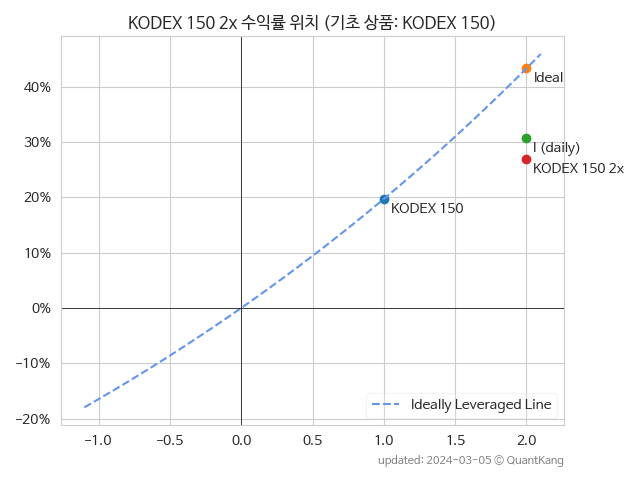 KODEX 150 2x 수익률 위치 (기초 상품: KODEX 150)
40%
30%
20%
10%
0%
−10%
−20%
Ideal
I (daily)
KODEX 150 2x
KODEX 150
Ideally Leveraged Line
−1.0 −0.5 0.0 0.5 1.0 1.5 2.0
updated: 2024-03-05 © QuantKang